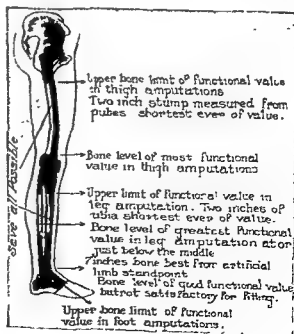 Upper bone limit of functional value
in thigh amputations
Two inch stump measured from
pubes shortest ever of value.
Save all Possible
Bone level of most functional
value in thigh amputations
Upper limit of functional value in
leg amputation. Two inches of
tibia shortest ever of value.
Bone level of greatest functional
value in leg amputation at or
just below the middle
7 inches bone best from artificial
limb standpoint
Bone level of good functional value
but not satisfactory for fitting.
Upper bone limit of functional
value in foot amputations.